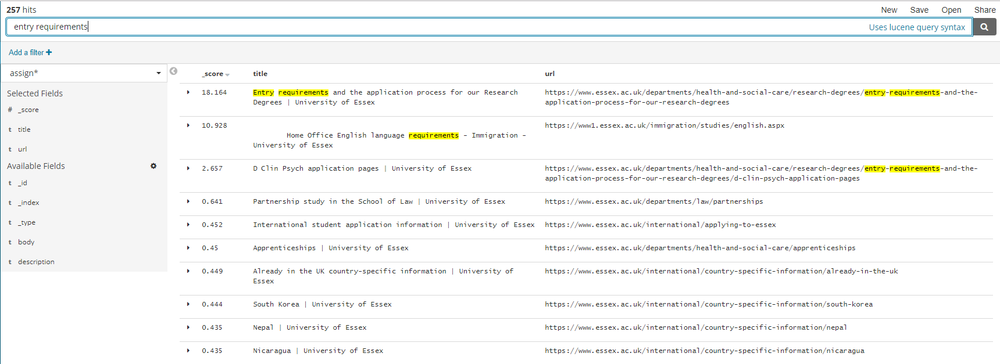 257 hits
New Save Open Share
entry requirements
Uses lucene query syntax
Add a filter +
assign*
Selected Fields
# _score
t title
t url
Available Fields
t _id
t _index
t _type
t body
t description
_score title url
18.164 Entry requirements and the application process for our Research https://www.essex.ac.uk/departments/health-and-social-care/research-degrees/entry-requirements-and-the-
Degrees | University of Essex application-process-for-our-research-degrees
10.928 https://www1.essex.ac.uk/immigration/studies/english.aspx
Home Office English language requirements - Immigration -
University of Essex
2.657 D Clin Psych application pages | University of Essex https://www.essex.ac.uk/departments/health-and-social-care/research-degrees/entry-requirements-and-the-
application-process-for-our-research-degrees/d-clin-psych-application-pages
0.641 Partnership study in the School of Law | University of Essex https://www.essex.ac.uk/departments/law/partnerships
0.452 International student application information | University of Essex https://www.essex.ac.uk/international/applying-to-essex
0.45 Apprenticeships | University of Essex https://www.essex.ac.uk/departments/health-and-social-care/apprenticeships
0.449 Already in the UK country-specific information | University of https://www.essex.ac.uk/international/country-specific-information/already-in-the-uk
Essex
0.444 South Korea | University of Essex https://www.essex.ac.uk/international/country-specific-information/south-korea
0.435 Nepal | University of Essex https://www.essex.ac.uk/international/country-specific-information/nepal
0.435 Nicaragua | University of Essex https://www.essex.ac.uk/international/country-specific-information/nicaragua